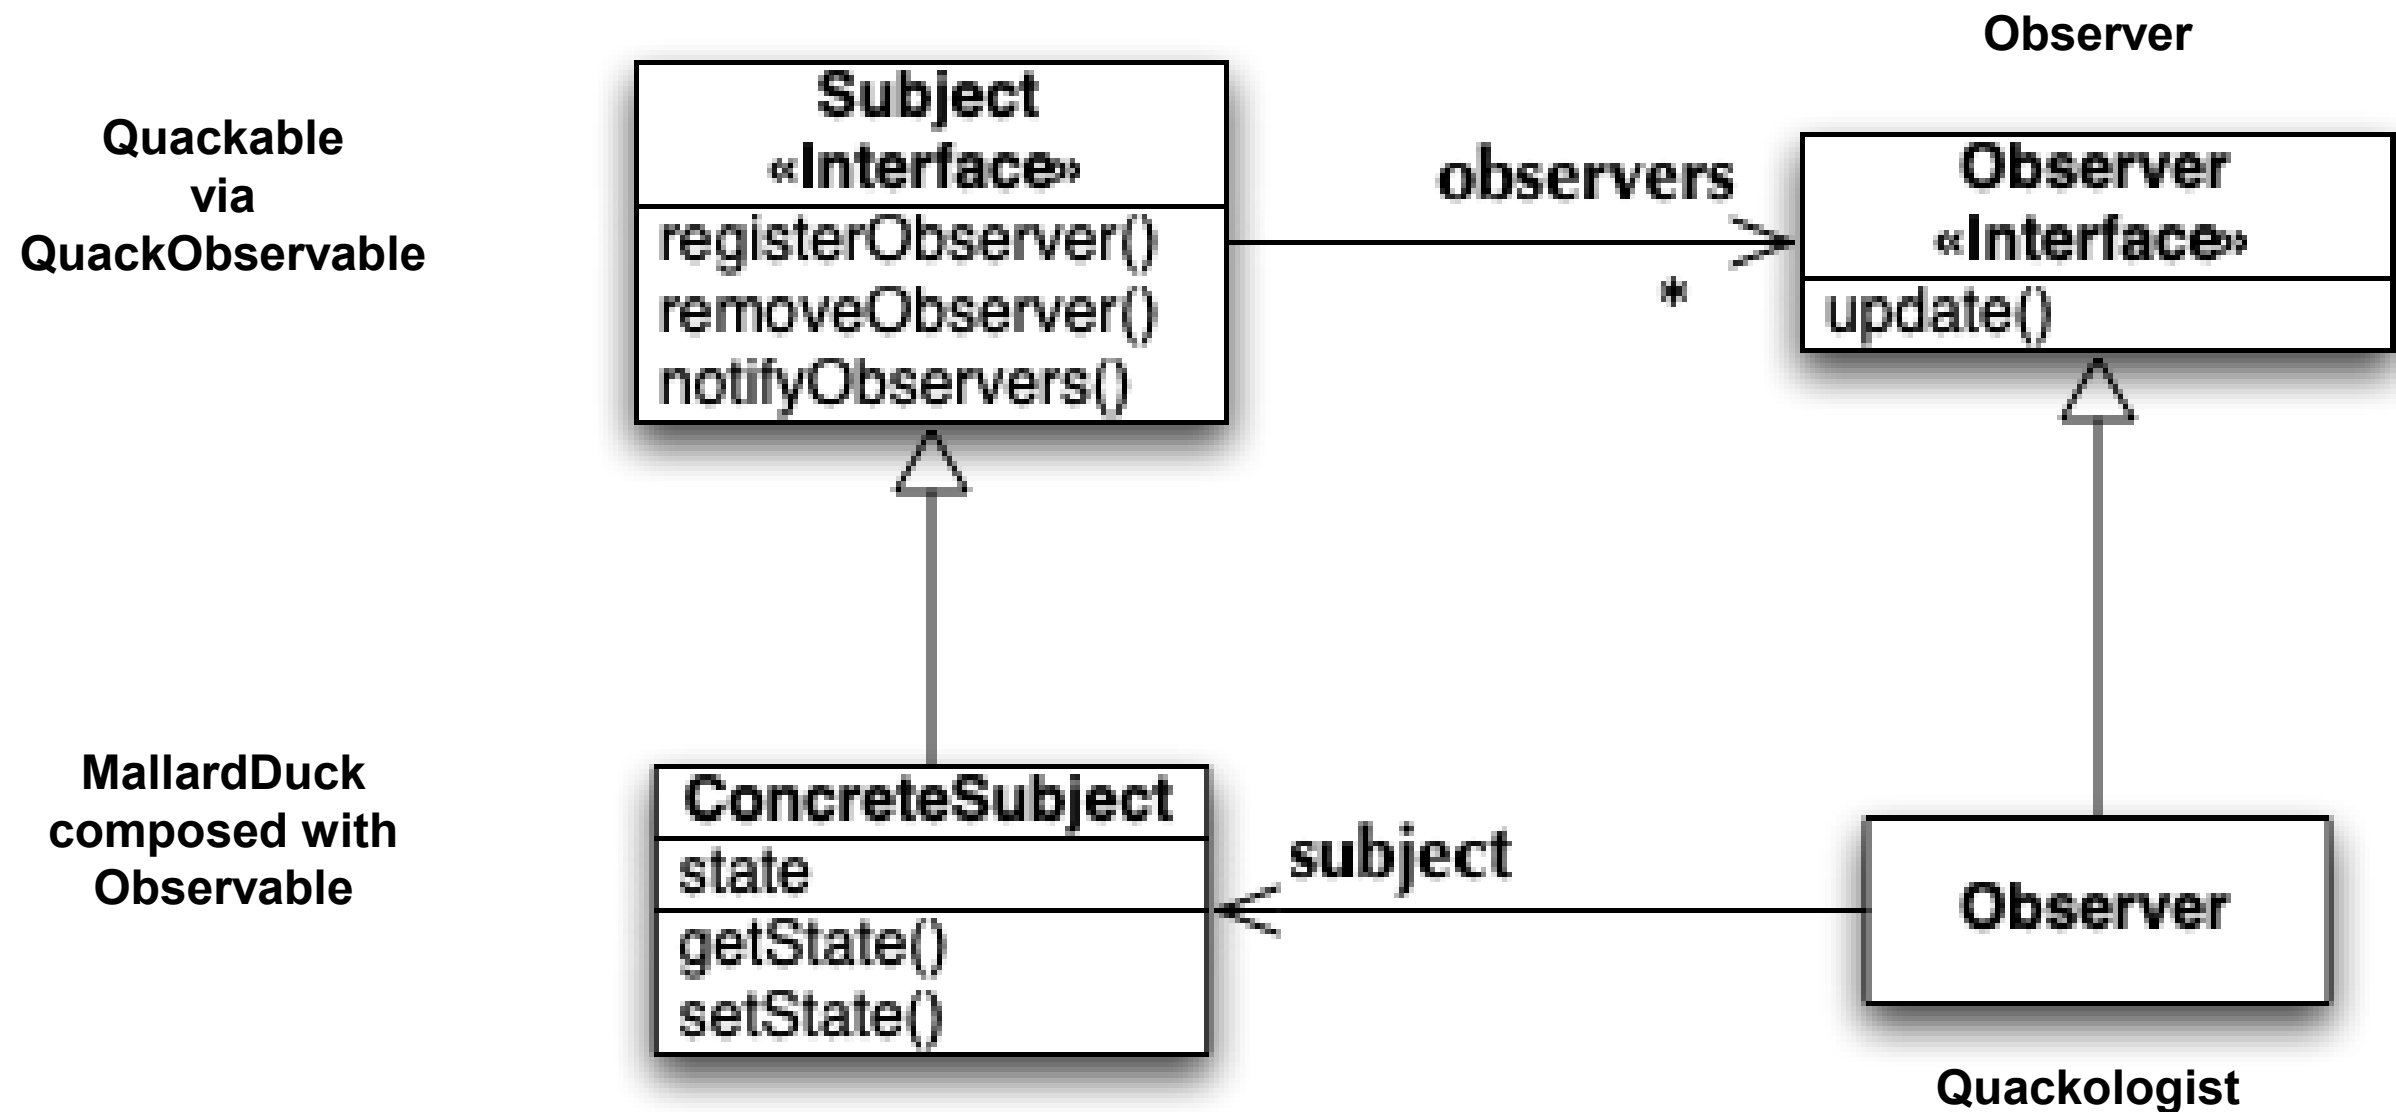 Observer
Quackable
via
QuackObservable
Subject
«Interface»
registerObserver()
removeObserver()
notifyObservers()
observers
*
Observer
«Interface»
update()
MallardDuck
composed with
Observable
ConcreteSubject
state
getState()
setState()
subject
Observer
Quackologist